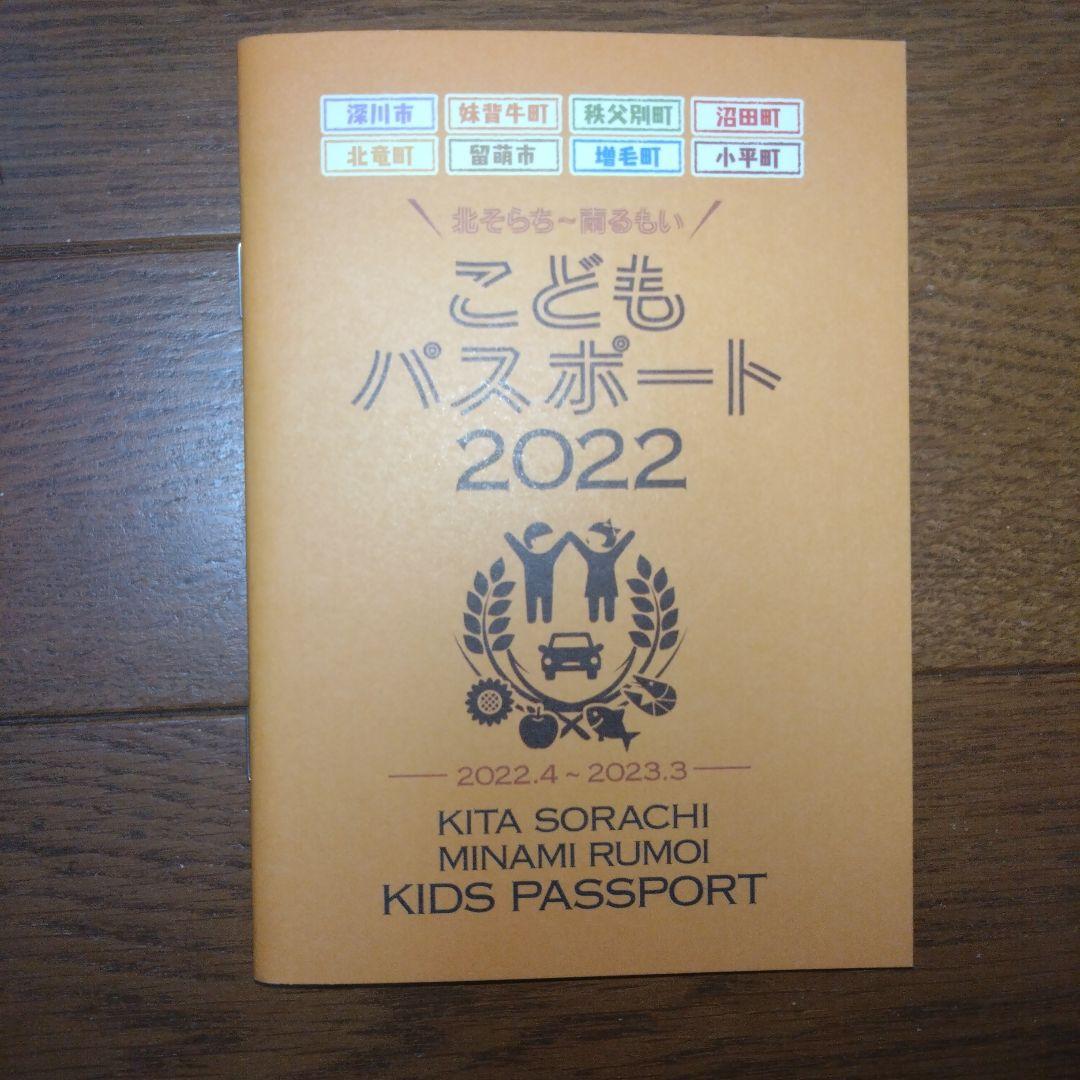 深川市 妹背牛町 秩父別町 沼田町
北竜町 留萌市 増毛町 小平町
北そらち～南るもい
こども
パスポート
2022
2022.4～2023.3
KITA SORACHI
MINAMI RUMOI
KIDS PASSPORT